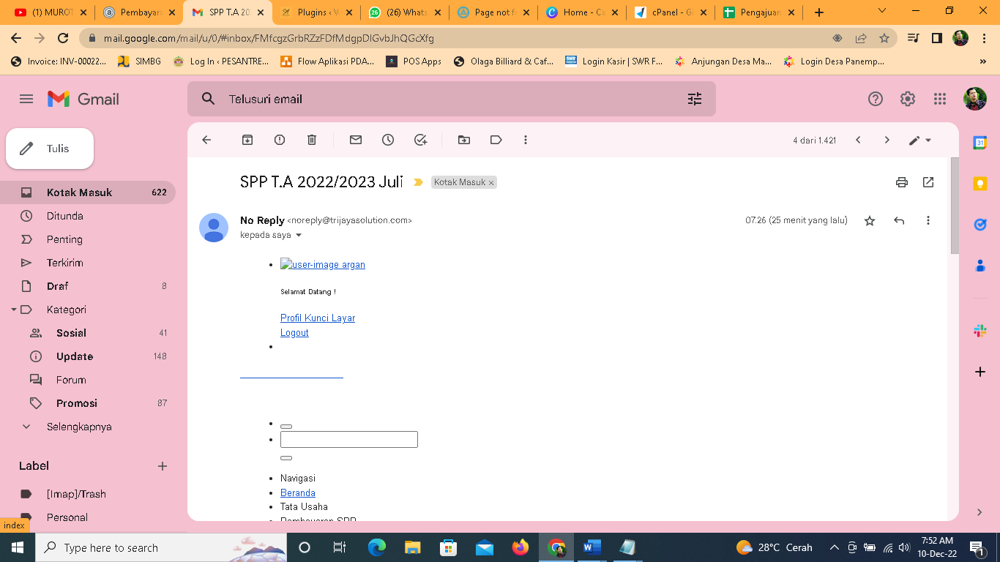 (1) MUROT
Pembayara
SPP T.A 20
Plugins ‹ V
(26) Whats
Page not f
Home - Ca
cPanel - G
Pengajuan
mail.google.com/mail/u/0/#inbox/FMfcgzGrbRZzFDfMdgpDlGvbJhQGcXfg
Invoice: INV-00022...
SIMBG
Log In ‹ PESANTRE...
Flow Aplikasi PDA...
POS Apps
Olaga Billiard & Caf...
Login Kasir | SWR F...
Anjungan Desa Ma...
Login Desa Panemp...
»
Gmail
Telusuri email
Tulis
4 dari 1.421
SPP T.A 2022/2023 Juli
Kotak Masuk ×
Kotak Masuk 622
Ditunda
Penting
Terkirim
Draf 8
Kategori
Sosial 41
Update 148
Forum
Promosi 87
Selengkapnya
Label
[Imap]/Trash
Personal
index
No Reply <noreply@trijayasolution.com>
07.26 (25 menit yang lalu)
kepada saya
user-image argan
Selamat Datang !
Profil Kunci Layar
Logout
Navigasi
Beranda
Tata Usaha
Pembayaran SPP
Type here to search
28°C Cerah
7:52 AM
10-Dec-22
1